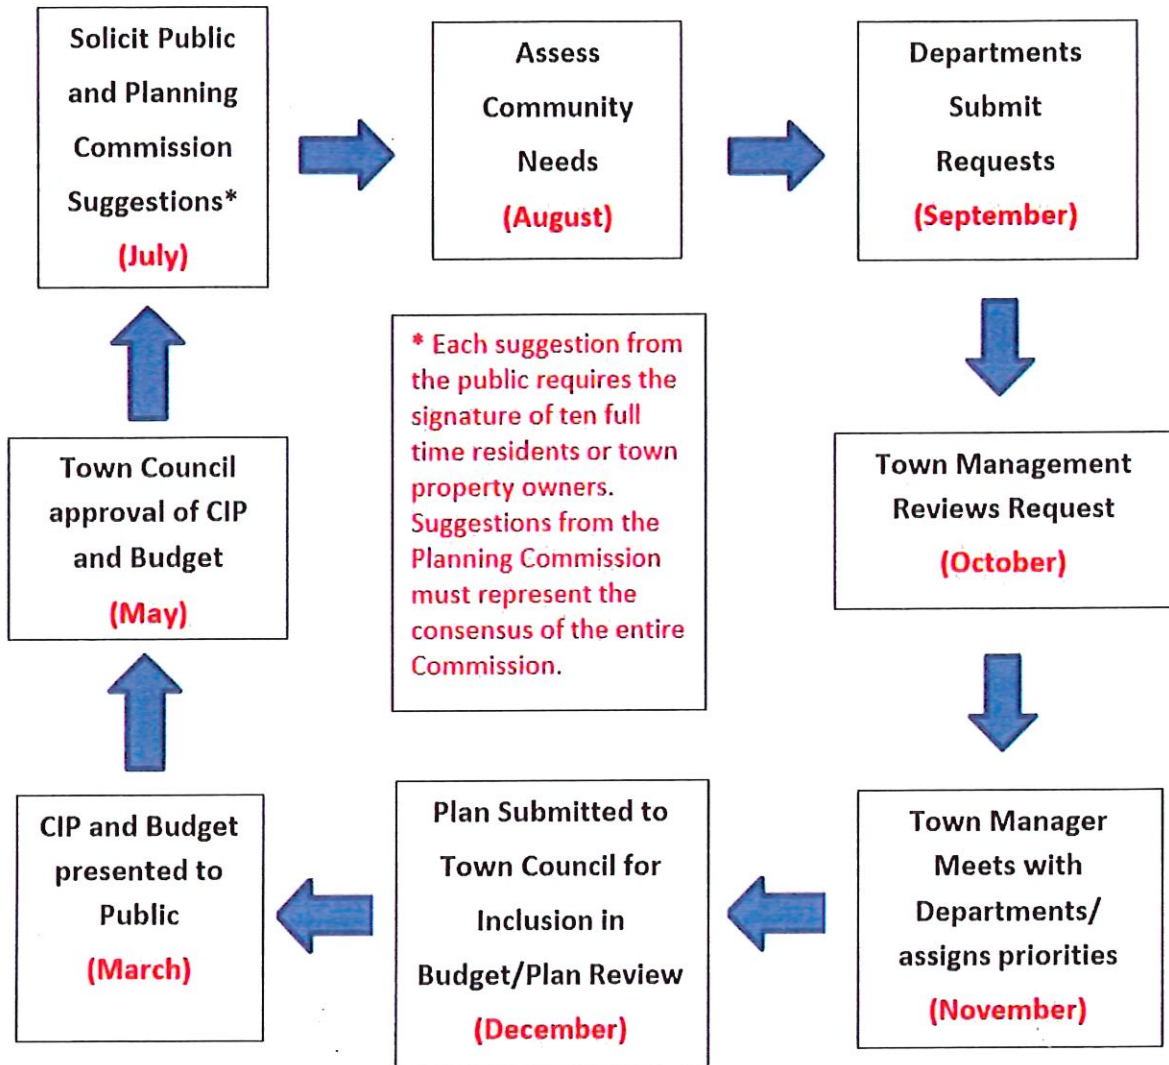 Solicit Public
and Planning
Commission
Suggestions*
(July)
Assess
Community
Needs
(August)
Departments
Submit
Requests
(September)
Town Management
Reviews Request
(October)
Town Manager
Meets with
Departments/
assigns priorities
(November)
Plan Submitted to
Town Council for
Inclusion in
Budget/Plan Review
(December)
CIP and Budget
presented to
Public
(March)
Town Council
approval of CIP
and Budget
(May)
* Each suggestion from
the public requires the
signature of ten full
time residents or town
property owners.
Suggestions from the
Planning Commission
must represent the
consensus of the entire
Commission.